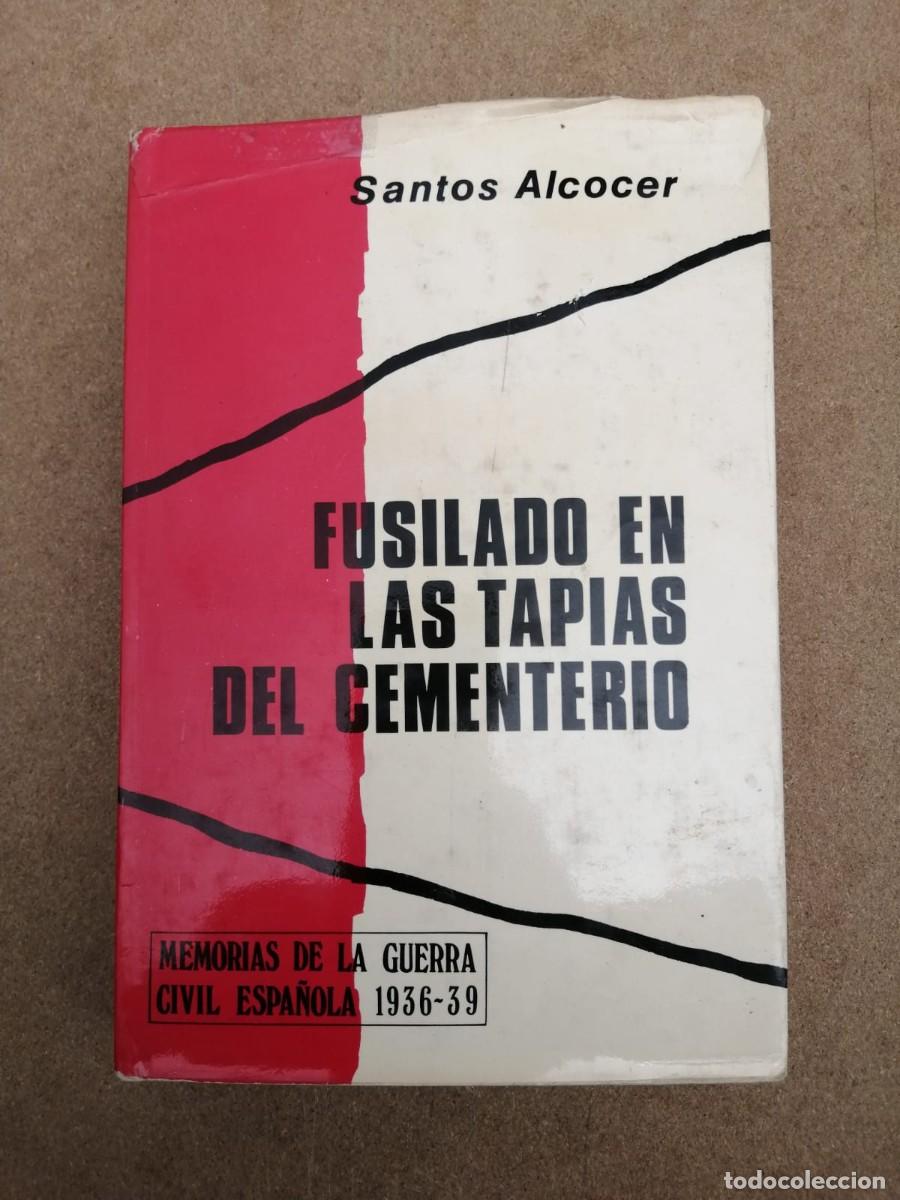 Santos Alcocer
FUSILADO EN
LAS TAPIAS
DEL CEMENTERIO
MEMORIAS DE LA GUERRA
CIVIL ESPAÑOLA 1936-39
todocoleccion